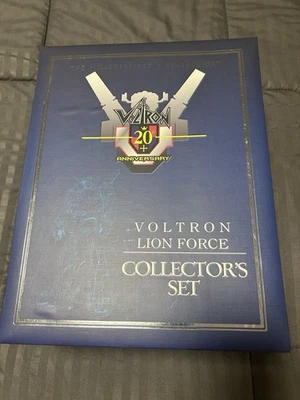 VOLTRON
20+
ANNIVERSARY
VOLTRON
LION FORCE
COLLECTOR'S
SET